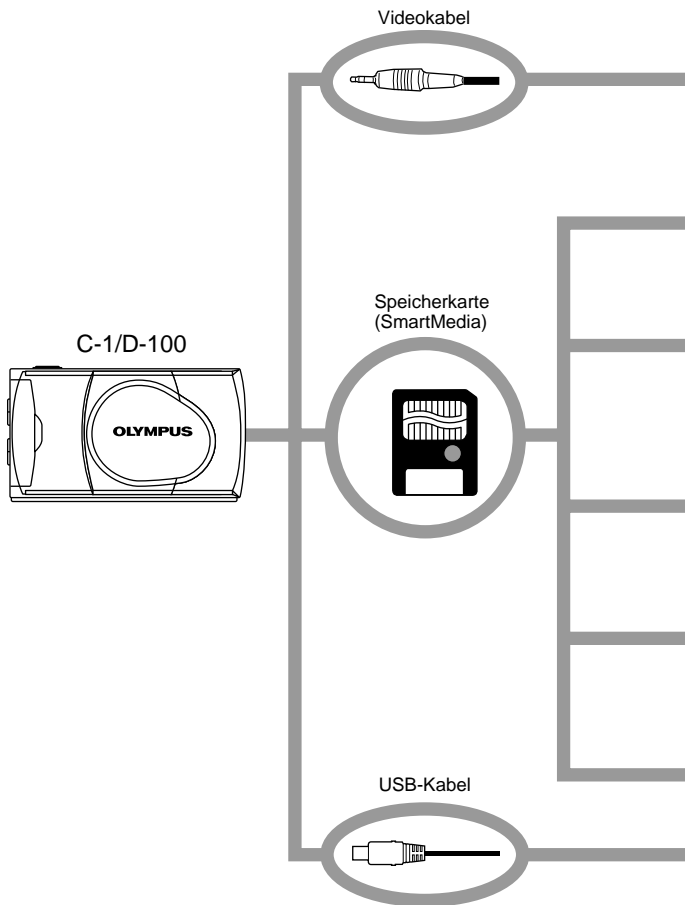 Videokabel
Speicherkarte
(SmartMedia)
C-1/D-100
OLYMPUS
USB-Kabel